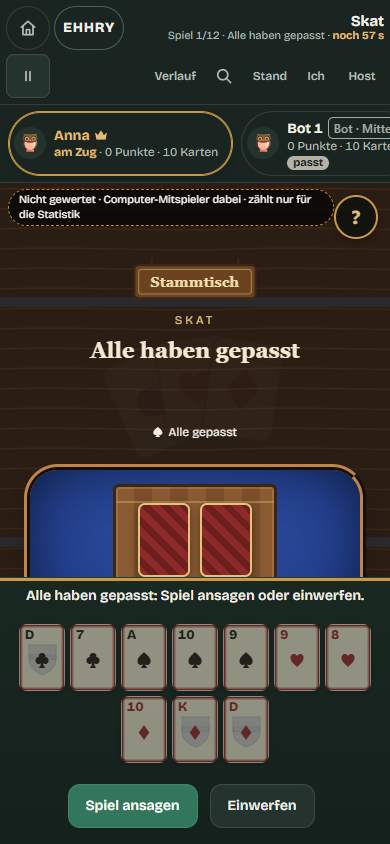 EHHRY
Skat
Spiel 1/12 · Alle haben gepasst · noch 57 s
Verlauf
Stand
Ich
Host
Anna
am Zug · 0 Punkte · 10 Karten
Bot 1
Bot · Mitte
0 Punkte · 10 Karten
passt
Nicht gewertet · Computer-Mitspieler dabei · zählt nur für
die Statistik
?
Stammtisch
SKAT
Alle haben gepasst
Alle gepasst
Alle haben gepasst: Spiel ansagen oder einwerfen.
D 7 A 10 9 9 8
10 K D
Spiel ansagen
Einwerfen